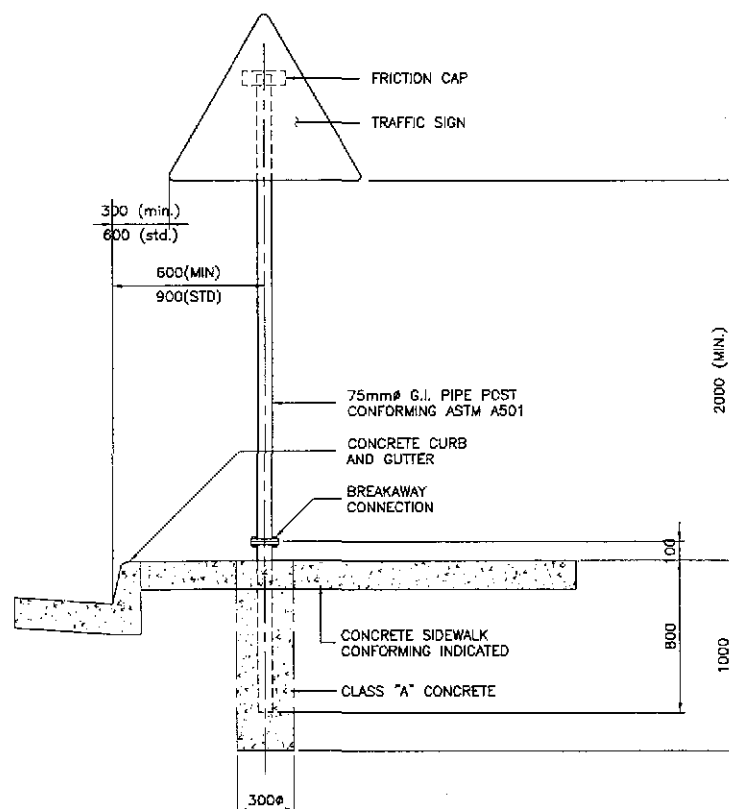 FRICTION CAP
TRAFFIC SIGN
300 (min.)
600 (std.)
600(MIN)
900(STD)
2000 (MIN.)
75mmø G.I. PIPE POST
CONFORMING ASTM A501
CONCRETE CURB
AND GUTTER
BREAKAWAY
CONNECTION
100
800
1000
CONCRETE SIDEWALK
CONFORMING INDICATED
CLASS "A" CONCRETE
300ø